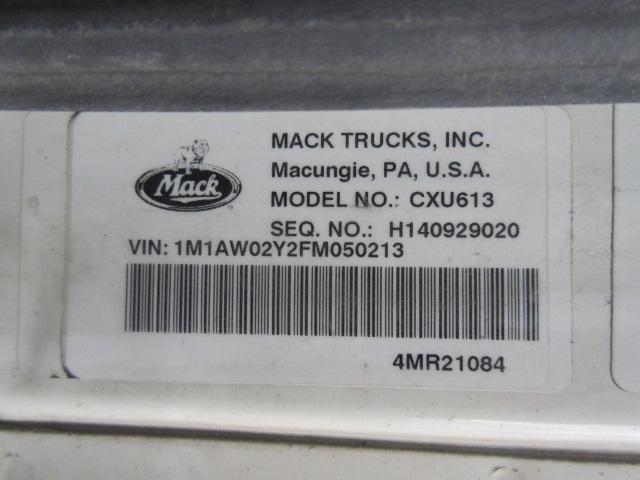 Mack
MACK TRUCKS, INC.
Macungie, PA, U.S.A.
MODEL NO.: CXU613
SEQ. NO.: H140929020
VIN: 1M1AW02Y2FM050213
4MR21084